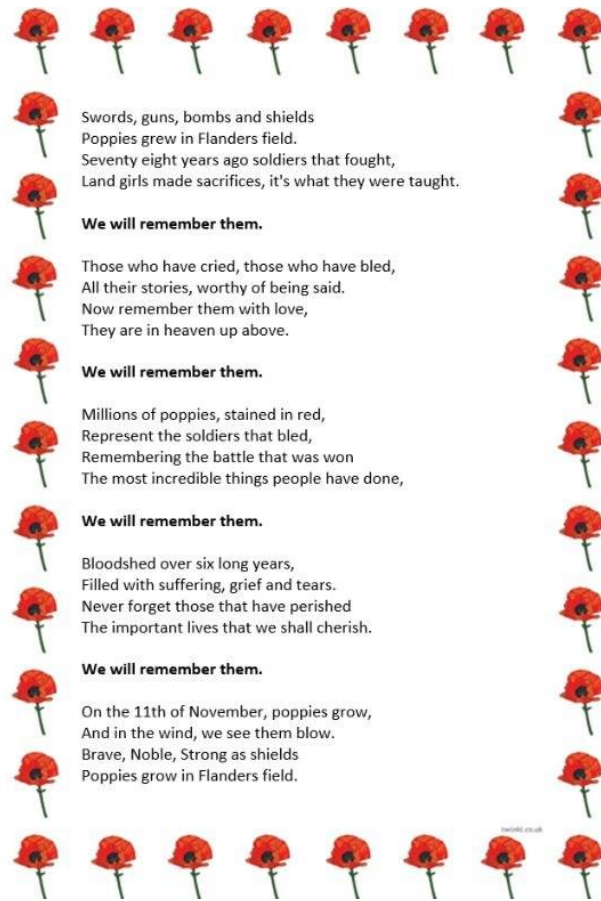 Swords, guns, bombs and shields
Poppies grew in Flanders field.
Seventy eight years ago soldiers that fought,
Land girls made sacrifices, it's what they were taught.
We will remember them.
Those who have cried, those who have bled,
All their stories, worthy of being said.
Now remember them with love,
They are in heaven up above.
We will remember them.
Millions of poppies, stained in red,
Represent the soldiers that bled,
Remembering the battle that was won
The most incredible things people have done,
We will remember them.
Bloodshed over six long years,
Filled with suffering, grief and tears.
Never forget those that have perished
The important lives that we shall cherish.
We will remember them.
On the 11th of November, poppies grow,
And in the wind, we see them blow.
Brave, Noble, Strong as shields
Poppies grow in Flanders field.
twinkl.co.uk